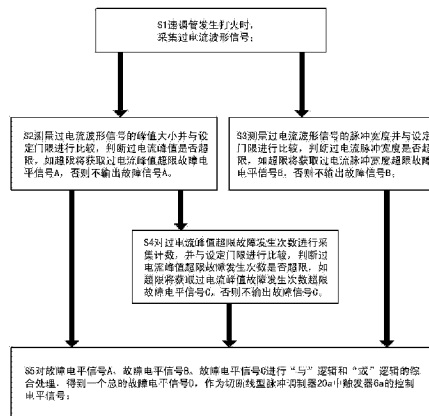 S1速调管发生打火时，
采集过电流波形信号；
S2测量过电流波形信号的峰值大小并与设
定门限进行比较，判断过电流峰值是否超
限，如超限将获取过电流峰值超限故障电
平信号A，否则不输出故障信号A。
S3测量过电流波形信号的脉冲宽度并与设定
门限进行比较，判断过电流脉冲宽度是否超
限，如超限将获取过电流脉冲宽度超限故障
电平信号B，否则不输出故障信号B；
S4对过电流峰值超限故障发生次数进行采
集计数，并与设定门限进行比较，判断过
电流峰值超限故障发生次数是否超限，如
超限将获取过电流峰值故障发生次数超限
故障电平信号C，否则不输出故障信号C。
S5对故障电平信号A、故障电平信号B、故障电平信号C进行“与”逻辑和“或”逻辑的综
合处理，得到一个总的故障电平信号D，作为切断线型脉冲调制器20a中触发器6a的控制
电平信号；